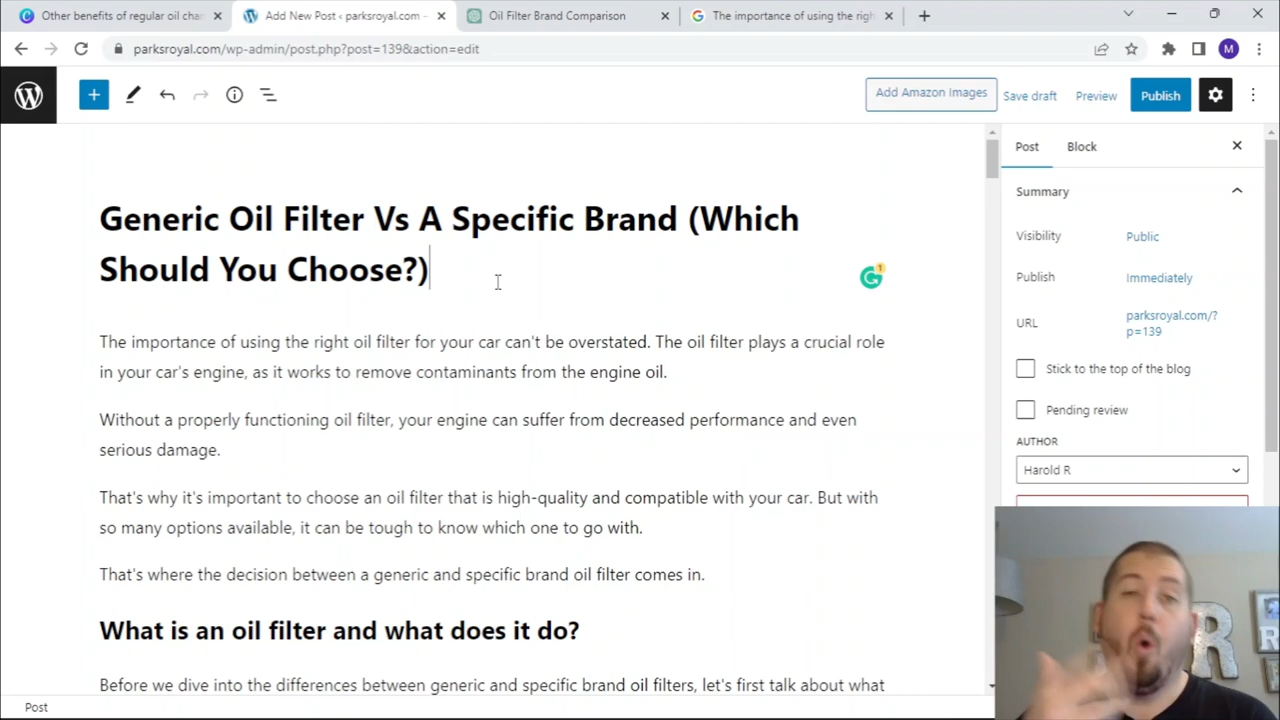 Other benefits of regular oil chan
Add New Post ‹ parksroyal.com –
Oil Filter Brand Comparison
The importance of using the righ
parksroyal.com/wp-admin/post.php?post=139&action=edit
M
Add Amazon Images
Save draft
Preview
Publish
Generic Oil Filter Vs A Specific Brand (Which
Should You Choose?)
1
The importance of using the right oil filter for your car can't be overstated. The oil filter plays a crucial role
in your car's engine, as it works to remove contaminants from the engine oil.
Without a properly functioning oil filter, your engine can suffer from decreased performance and even
serious damage.
That's why it's important to choose an oil filter that is high-quality and compatible with your car. But with
so many options available, it can be tough to know which one to go with.
That's where the decision between a generic and specific brand oil filter comes in.
What is an oil filter and what does it do?
Before we dive into the differences between generic and specific brand oil filters, let's first talk about what
Post
Block
Summary
Visibility
Public
Publish
Immediately
URL
parksroyal.com/?
p=139
Stick to the top of the blog
Pending review
AUTHOR
Harold R
R
Post